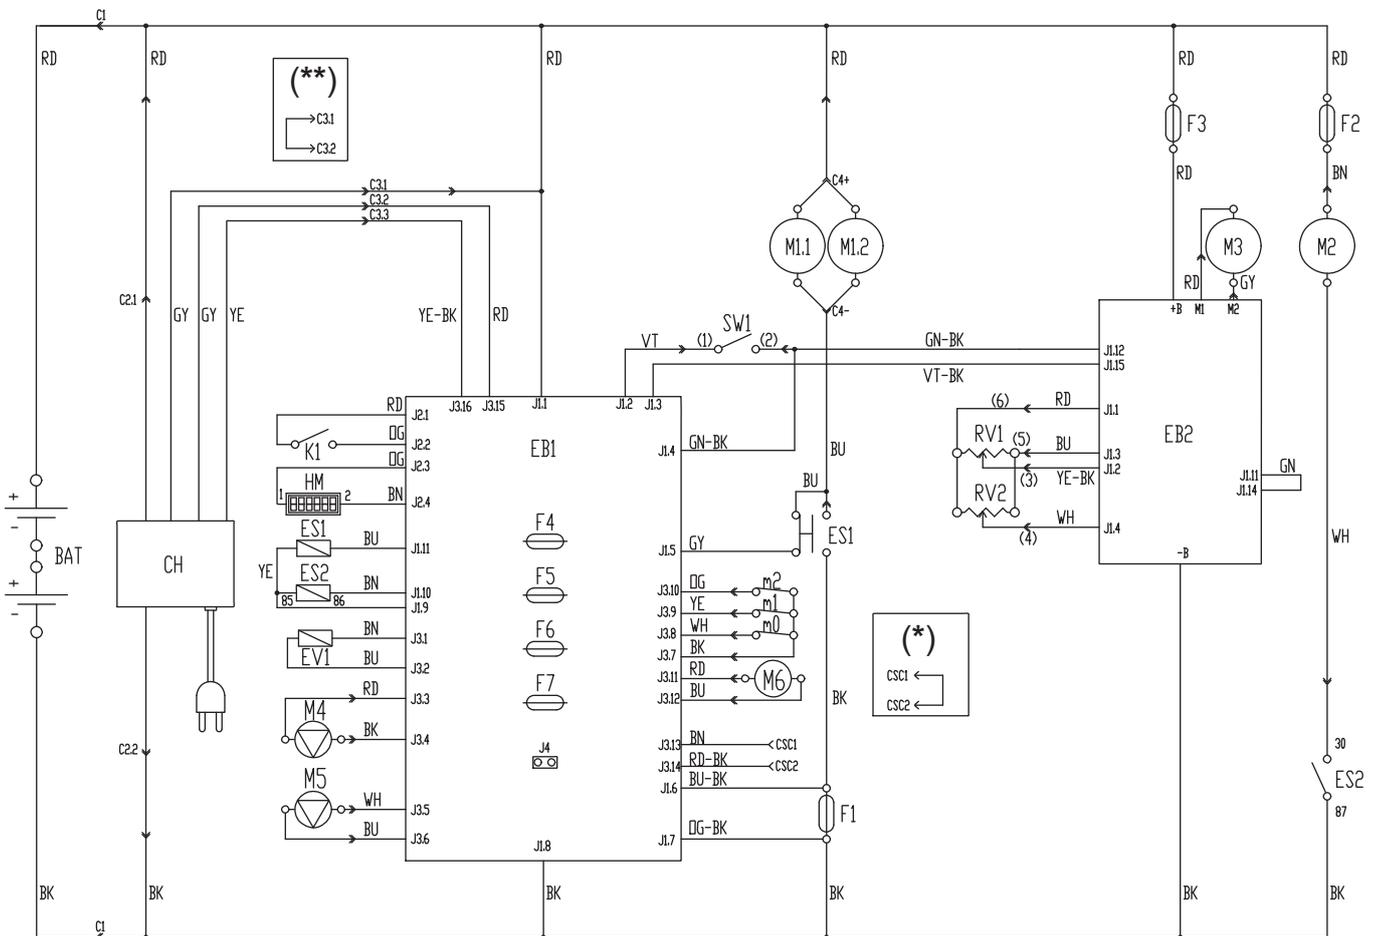 C1
RD RD RD RD RD RD
(**)
C3.1
C3.2
F3 F2
RD BN
C3.1
C3.2
C3.3
C4+
M1.1 M1.2 M3 M2
C2.1
GY GY YE YE-BK RD
RD GY
C4-
+B M1 M2
SW1
VT (1) (2) GN-BK J1.12
VT-BK J1.15
J3.16 J3.15 J1.1 J1.2 J1.3
RD J2.1
OG J2.2
K1
OG J2.3
HM
1 2 BN J2.4
EB1
GN-BK J1.4
BU
BU
(6) RD J1.1
RV1 (5) BU J1.3
(3) YE-BK J1.2
RV2
WH J1.4
(4)
EB2
J1.11 GN
J1.14
-B
+
-
BAT
+
-
CH
ES1
BU J1.11
YE
ES2
BN J1.10
85 86 J1.9
BN J3.1
EV1
BU J3.2
RD J3.3
M4
BK J3.4
M5
WH J3.5
BU J3.6
F4
F5
F6
F7
J4
J1.5 GY
ES1
J3.10 OG m2
J3.9 YE m1
J3.8 WH m0
J3.7 BK
J3.11 RD M6
J3.12 BU
J3.13 BN CSC1
J3.14 RD-BK CSC2
J1.6 BU-BK
F1
J1.7 OG-BK
J1.8
BK
(*)
CSC1
CSC2
WH
30
ES2
87
C2.2
BK BK BK BK BK BK
C1